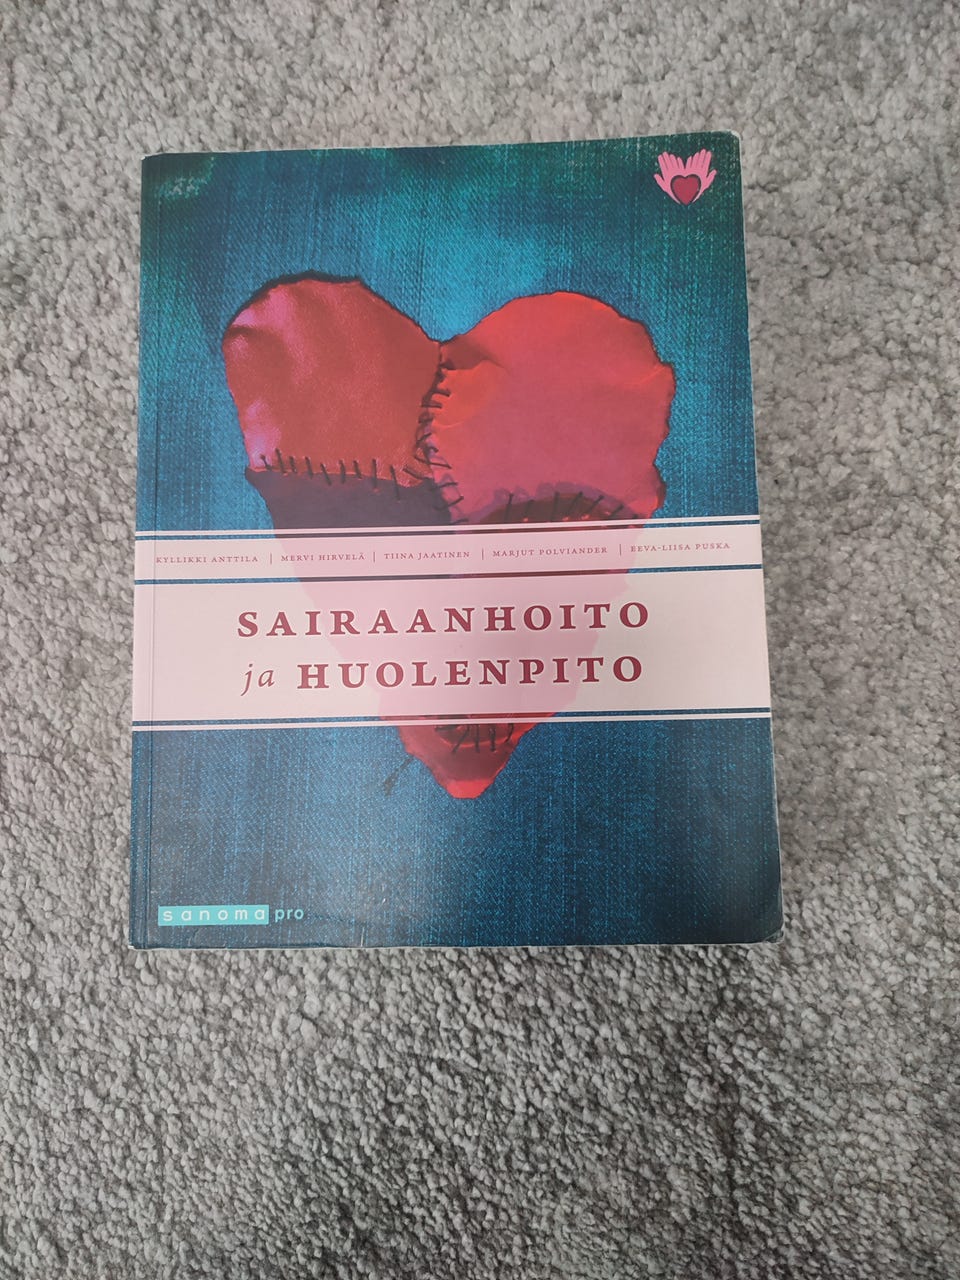 KYLLIKKI ANTTILA | MERVI HIRVELÄ | TIINA JAATINEN | MARJUT POLVIANDER | EEVA-LIISA PUSKA
SAIRAANHOITO
ja HUOLENPITO
sanoma pro